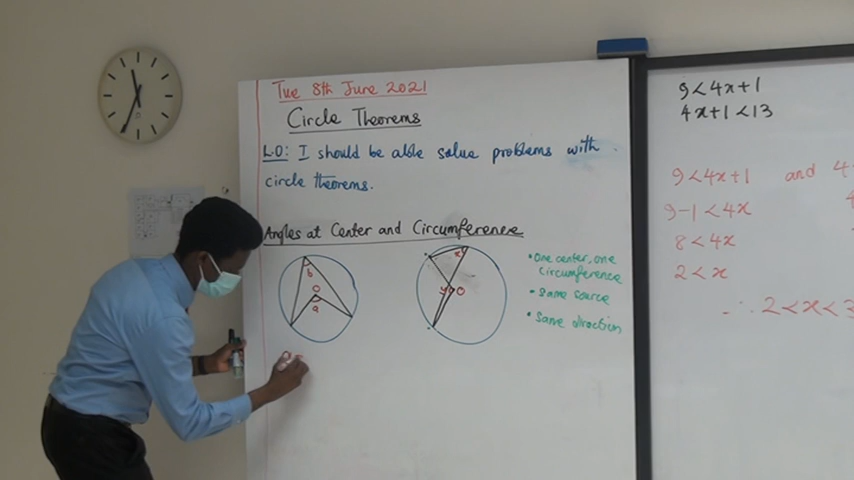 Tue 8th June 2021
Circle Theorems
L.O: I should be able solve problems with
circle theorems.
Angles at Center and Circumference
b
O
a
x
y O
• One center, one
circumference
• Same source
• Same direction
9<4x+1
4x+1<13
9<4x+1 and 4
9-1<4x
8<4x
2<x
∴ 2<x<3